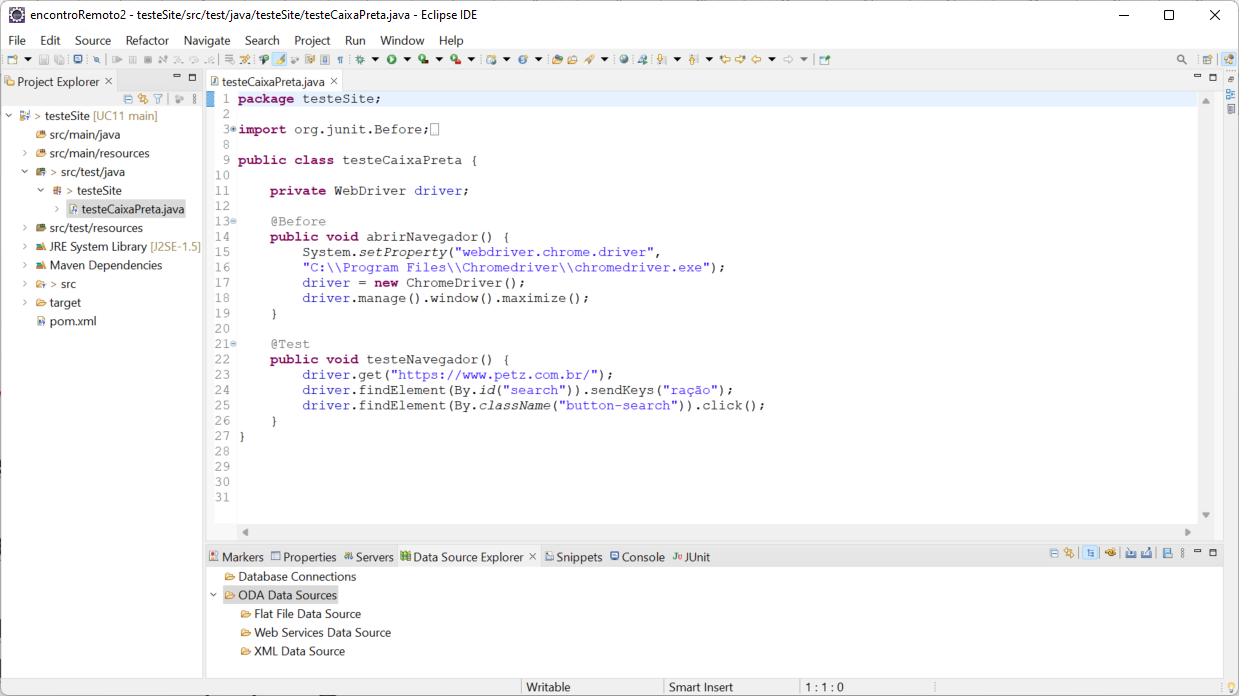 encontroRemoto2 - testeSite/src/test/java/testeSite/testeCaixaPreta.java - Eclipse IDE
File Edit Source Refactor Navigate Search Project Run Window Help
Project Explorer
testeSite [UC11 main]
src/main/java
src/main/resources
> src/test/java
> testeSite
testeCaixaPreta.java
src/test/resources
JRE System Library [J2SE-1.5]
Maven Dependencies
> src
target
pom.xml
testeCaixaPreta.java
1 package testeSite;
2
3 import org.junit.Before;
8
9 public class testeCaixaPreta {
10
11 private WebDriver driver;
12
13 @Before
14 public void abrirNavegador() {
15 System.setProperty("webdriver.chrome.driver",
16 "C:\\Program Files\\Chromedriver\\chromedriver.exe");
17 driver = new ChromeDriver();
18 driver.manage().window().maximize();
19 }
20
21 @Test
22 public void testeNavegador() {
23 driver.get("https://www.petz.com.br/");
24 driver.findElement(By.id("search")).sendKeys("ração");
25 driver.findElement(By.className("button-search")).click();
26 }
27 }
28
29
30
31
Markers Properties Servers Data Source Explorer Snippets Console JUnit
Database Connections
ODA Data Sources
Flat File Data Source
Web Services Data Source
XML Data Source
Writable Smart Insert 1 : 1 : 0